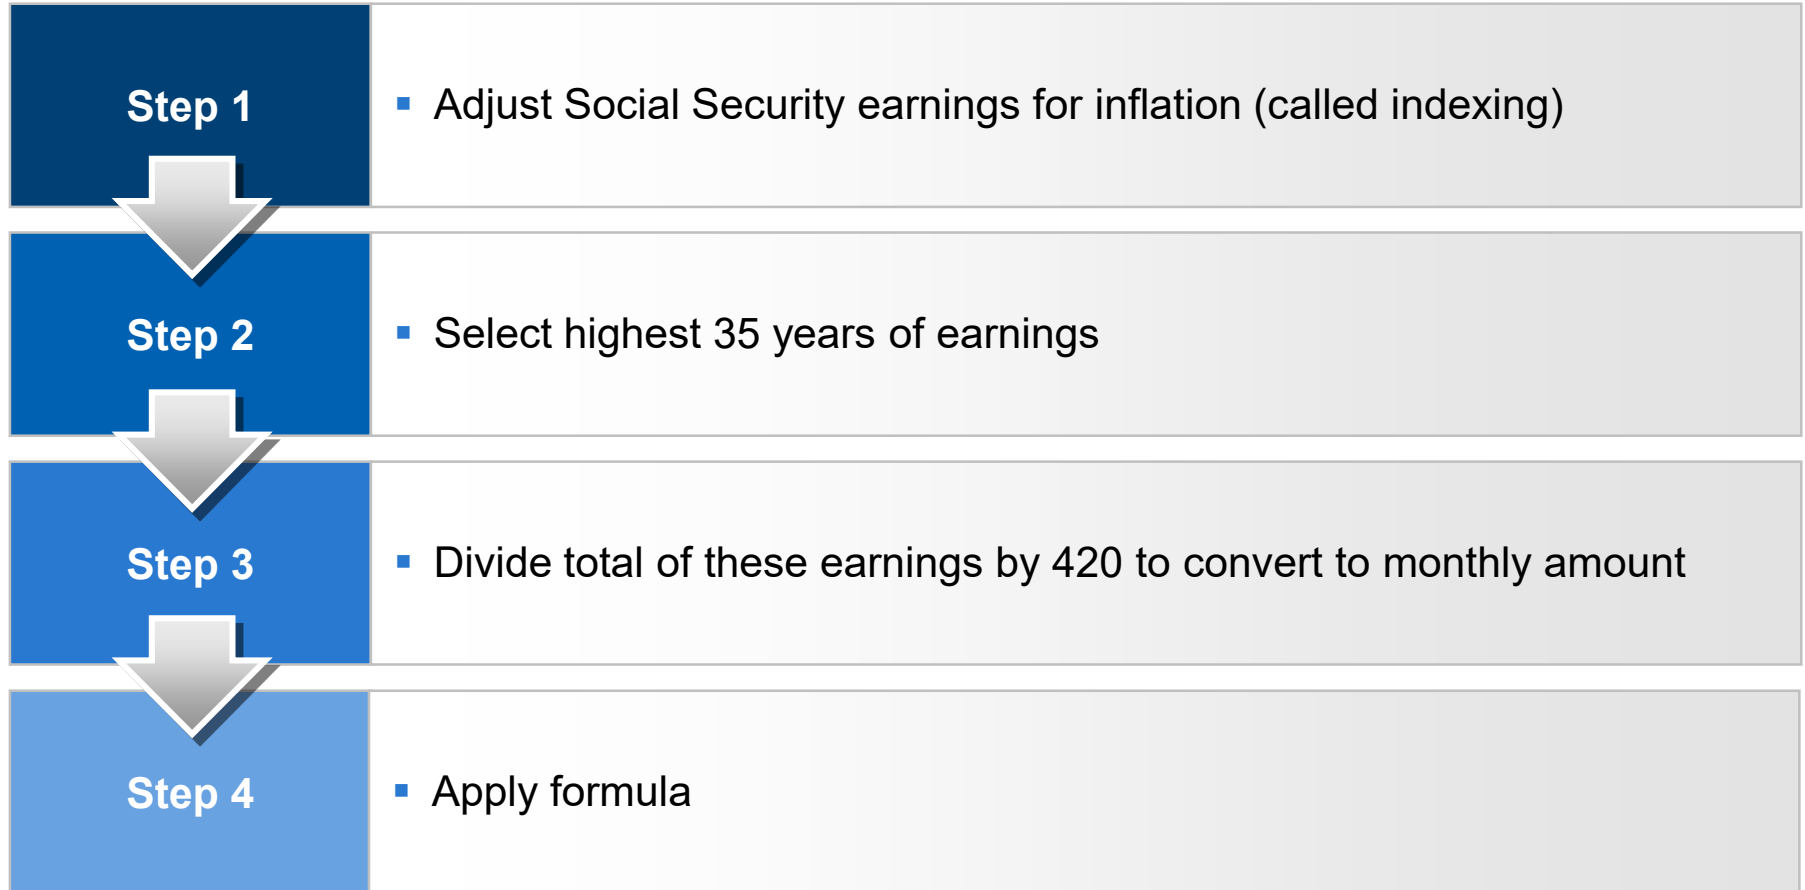 Step 1
▪ Adjust Social Security earnings for inflation (called indexing)
Step 2
▪ Select highest 35 years of earnings
Step 3
▪ Divide total of these earnings by 420 to convert to monthly amount
Step 4
▪ Apply formula